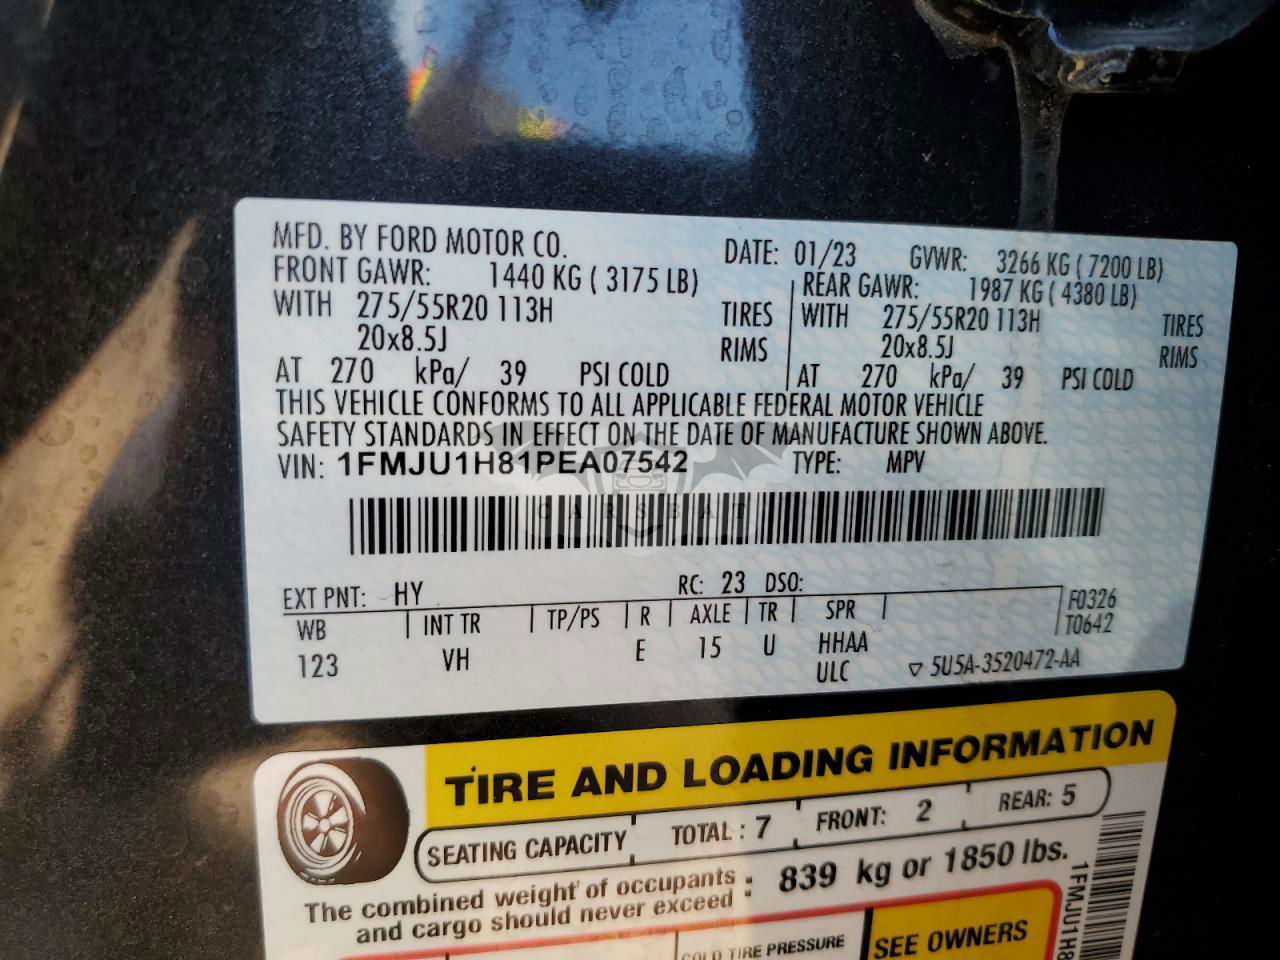 MFD. BY FORD MOTOR CO. DATE: 01/23 GVWR: 3266 KG ( 7200 LB)
FRONT GAWR: 1440 KG ( 3175 LB) REAR GAWR: 1987 KG ( 4380 LB)
WITH 275/55R20 113H TIRES WITH 275/55R20 113H TIRES
20x8.5J RIMS 20x8.5J RIMS
AT 270 kPa/ 39 PSI COLD AT 270 kPa/ 39 PSI COLD
THIS VEHICLE CONFORMS TO ALL APPLICABLE FEDERAL MOTOR VEHICLE
SAFETY STANDARDS IN EFFECT ON THE DATE OF MANUFACTURE SHOWN ABOVE.
VIN: 1FMJU1H81PEA07542 TYPE: MPV
CARSBAT
EXT PNT: HY RC: 23 DSO:
WB INT TR TP/PS R AXLE TR SPR F0326
T0642
123 VH E 15 U HHAA
ULC 5U5A-3520472-AA
TIRE AND LOADING INFORMATION
SEATING CAPACITY TOTAL : 7 FRONT: 2 REAR: 5
The combined weight of occupants : 839 kg or 1850 lbs.
and cargo should never exceed
COLD TIRE PRESSURE SEE OWNERS
1FMJU1H8